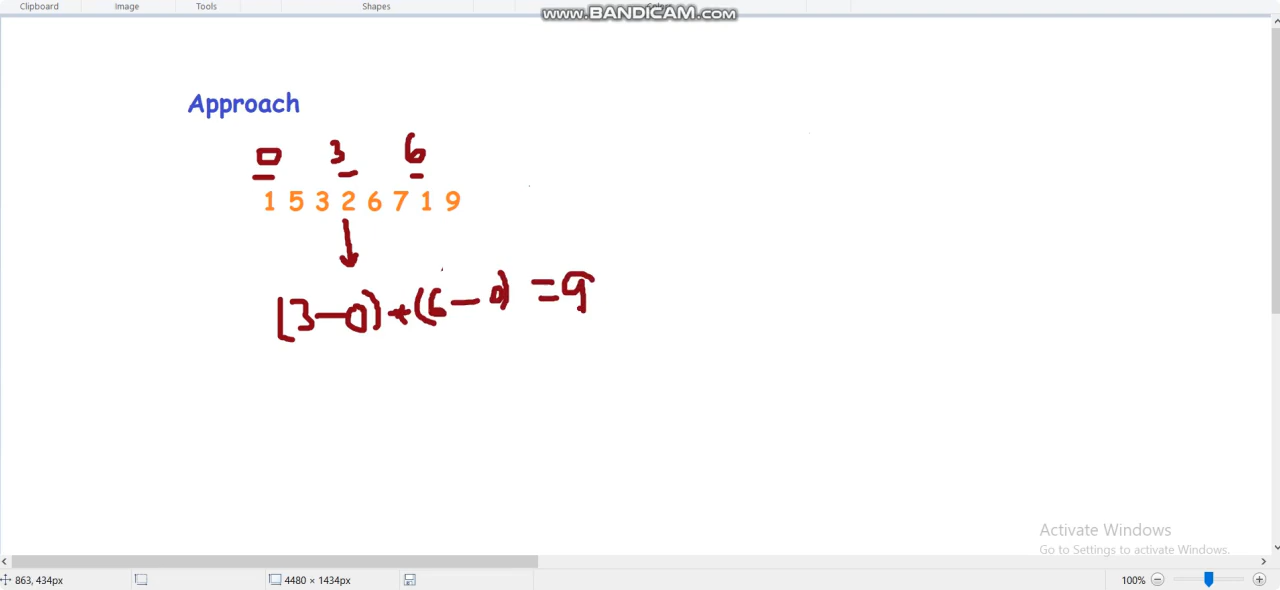 Clipboard Image Tools Shapes
www.BANDICAM.com
Approach
0 3 6
1 5 3 2 6 7 1 9
(3-0)+(6-0) =9
Activate Windows
Go to Settings to activate Windows.
863, 434px 4480 × 1434px 100%